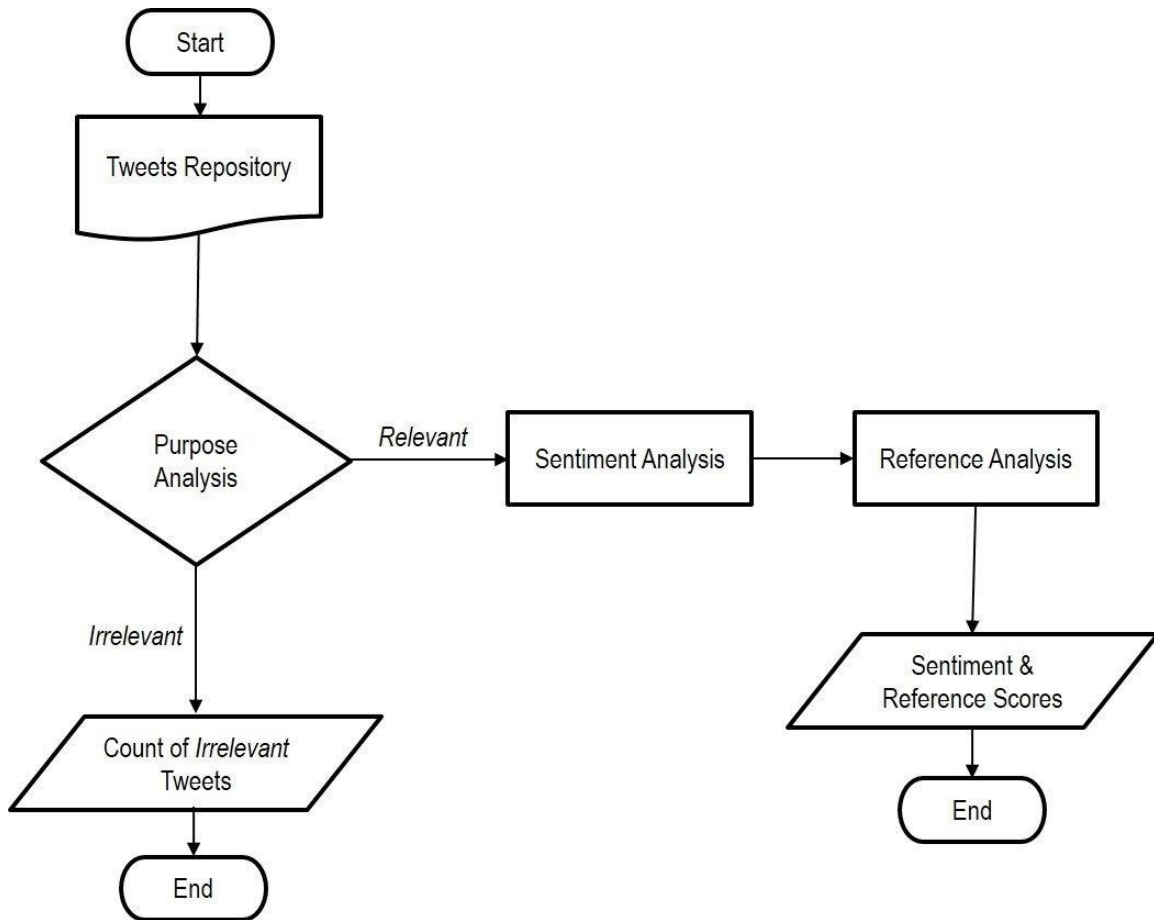 Start
Tweets Repository
Purpose
Analysis
Relevant
Sentiment Analysis
Reference Analysis
Irrelevant
Sentiment &
Reference Scores
Count of Irrelevant
Tweets
End
End